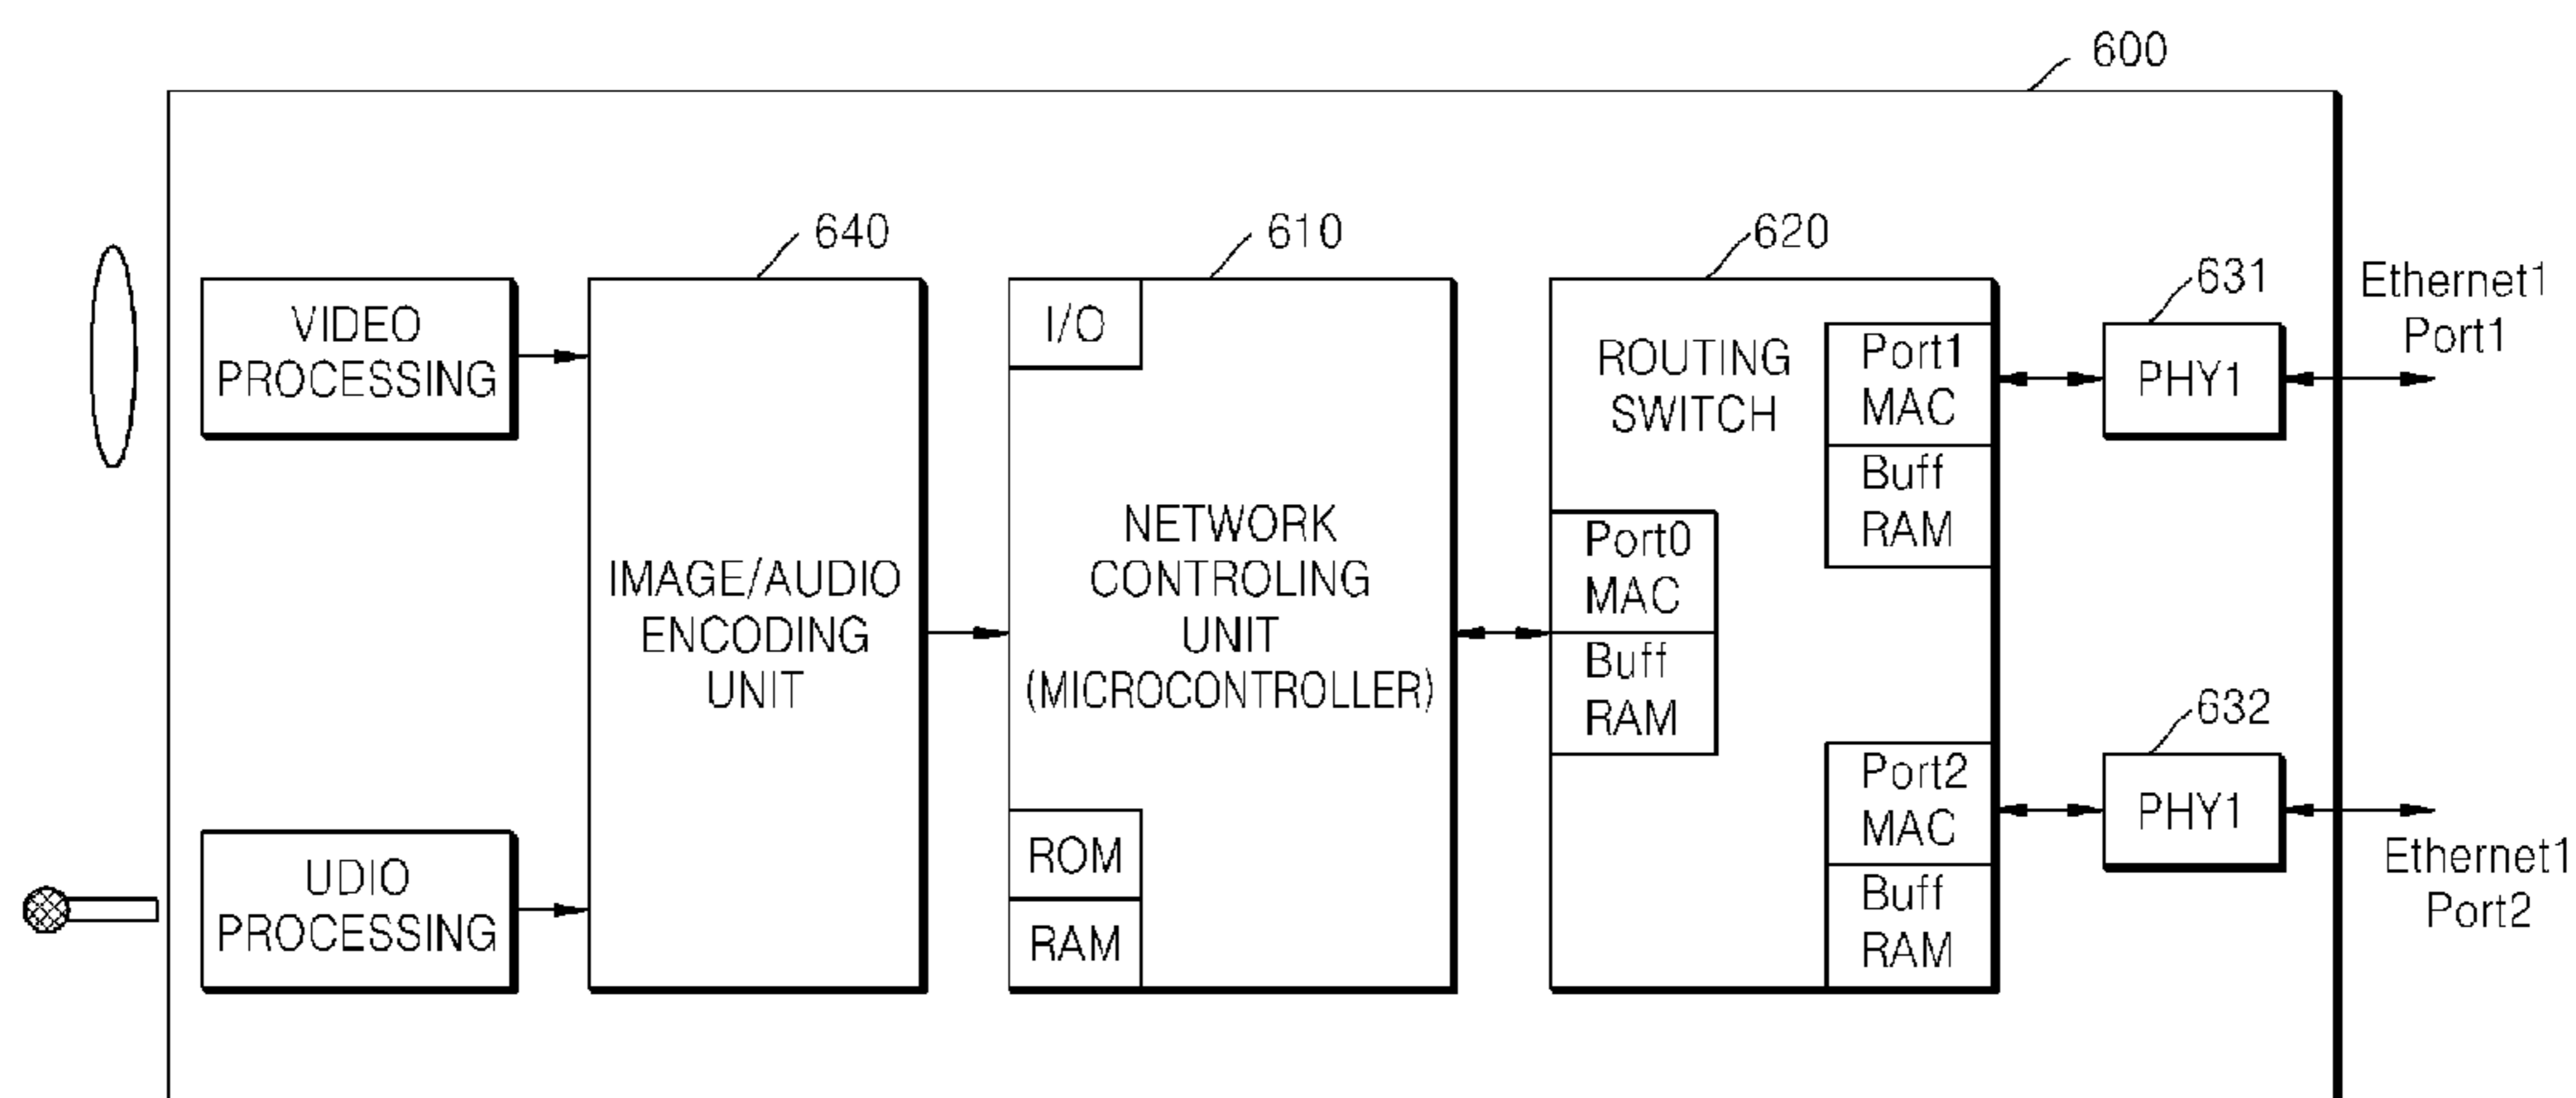 600
640
610
620
631
Ethernet1
Port1
VIDEO
PROCESSING
I/O
ROUTING
SWITCH
Port1
MAC
Buff
RAM
PHY1
IMAGE/AUDIO
ENCODING
UNIT
NETWORK
CONTROLING
UNIT
(MICROCONTROLLER)
Port0
MAC
Buff
RAM
632
UDIO
PROCESSING
ROM
RAM
Port2
MAC
Buff
RAM
PHY1
Ethernet1
Port2